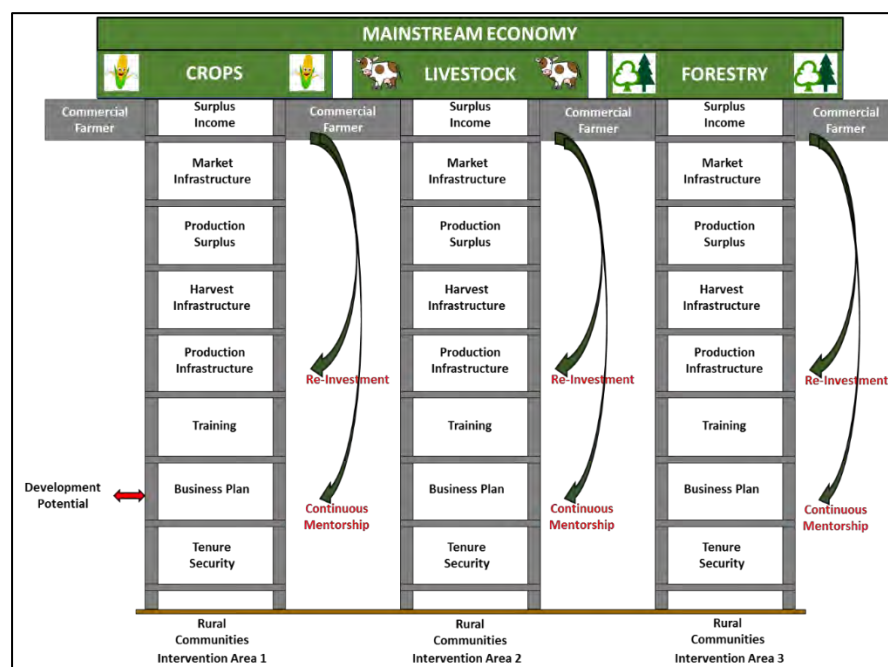 MAINSTREAM ECONOMY
CROPS
LIVESTOCK
FORESTRY
Commercial
Farmer
Surplus
Income
Commercial
Farmer
Surplus
Income
Commercial
Farmer
Surplus
Income
Commercial
Farmer
Market
Infrastructure
Market
Infrastructure
Market
Infrastructure
Production
Surplus
Production
Surplus
Production
Surplus
Harvest
Infrastructure
Harvest
Infrastructure
Harvest
Infrastructure
Production
Infrastructure
Re-Investment
Production
Infrastructure
Re-Investment
Production
Infrastructure
Re-Investment
Training
Training
Training
Development
Potential
Business Plan
Continuous
Mentorship
Business Plan
Continuous
Mentorship
Business Plan
Continuous
Mentorship
Tenure
Security
Tenure
Security
Tenure
Security
Rural
Communities
Intervention Area 1
Rural
Communities
Intervention Area 2
Rural
Communities
Intervention Area 3